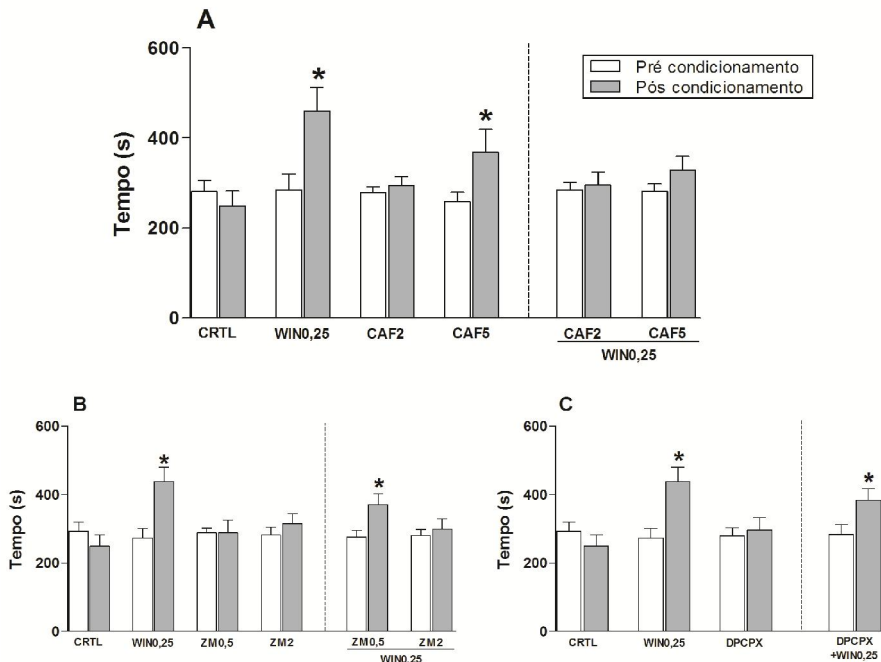 A
600
400
200
0
Tempo (s)
Pré condicionamento
Pós condicionamento
*
*
CRTL WIN0,25 CAF2 CAF5 CAF2 CAF5
WIN0,25
B
600
400
200
0
Tempo (s)
*
*
CRTL WIN0,25 ZM0,5 ZM2 ZM0,5 ZM2
WIN0,25
C
600
400
200
0
Tempo (s)
*
*
CRTL WIN0,25 DPCPX DPCPX
+WIN0,25